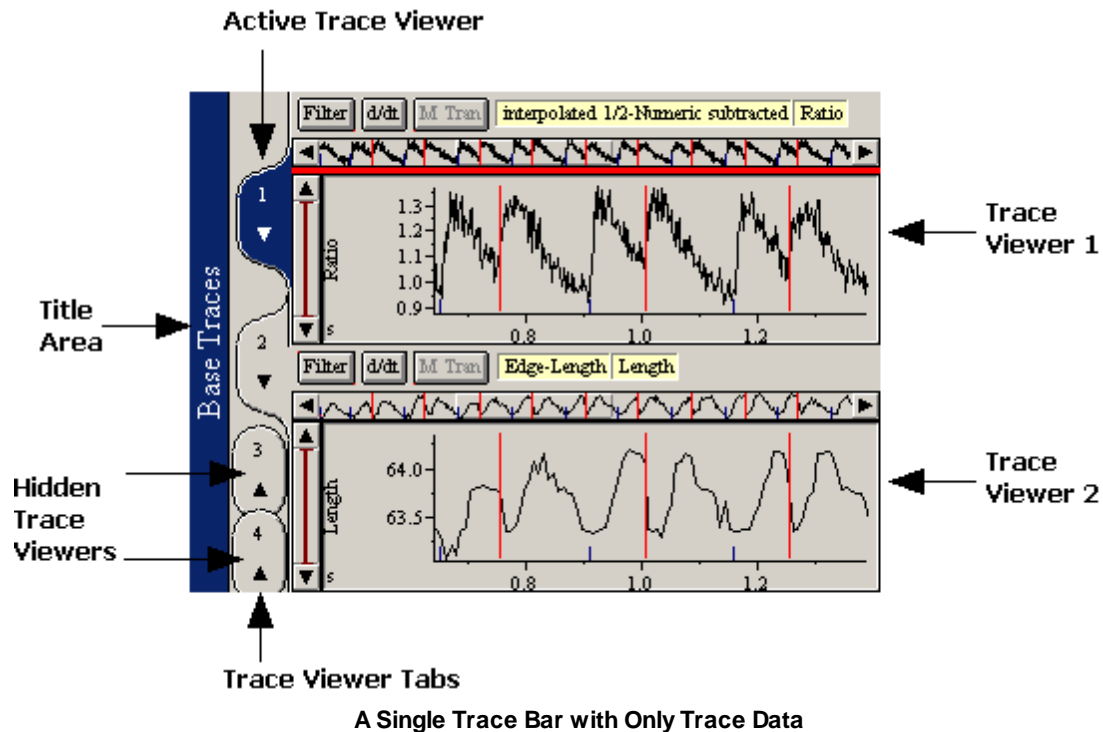 Active Trace Viewer
Filter d/dt M Tran interpolated 1/2-Numeric subtracted Ratio
1
1.3
1.2
1.1
1.0
0.9
Ratio
s
0.8 1.0 1.2
Trace
Viewer 1
Title
Area
Base Traces
2
Filter d/dt M Tran Edge-Length Length
3
64.0
63.5
Length
s
0.8 1.0 1.2
Trace
Viewer 2
Hidden
Trace
Viewers
4
Trace Viewer Tabs
A Single Trace Bar with Only Trace Data